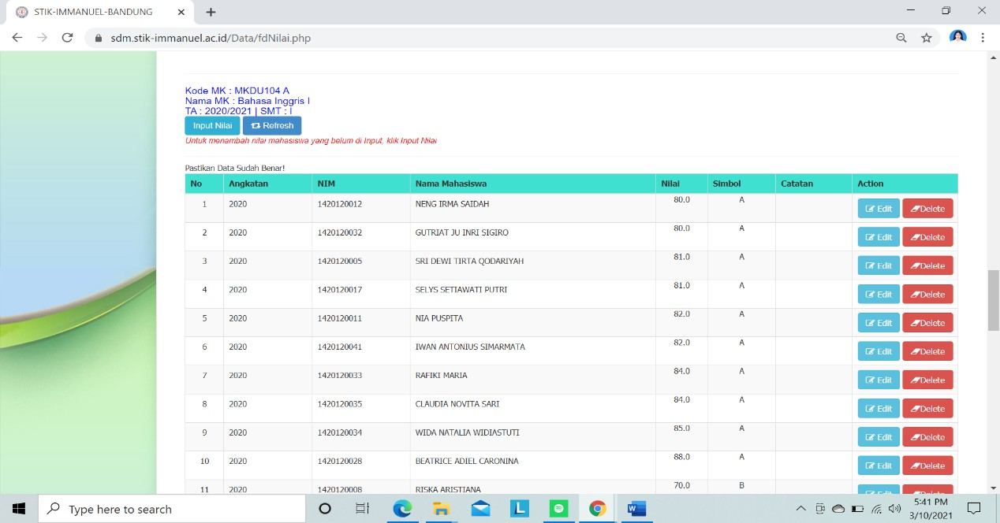 STIK-IMMANUEL-BANDUNG
sdm.stik-immanuel.ac.id/Data/fdNilai.php
Kode MK : MKDU104 A
Nama MK : Bahasa Inggris I
TA : 2020/2021 | SMT : I
Input Nilai Refresh
Untuk menambah nilai mahasiswa yang belum di Input, klik Input Nilai
Pastikan Data Sudah Benar!
No Angkatan NIM Nama Mahasiswa Nilai Simbol Catatan Action
1 2020 1420120012 NENG IRMA SAIDAH 80.0 A Edit Delete
2 2020 1420120032 GUTRIAT JU INRI SIGIRO 80.0 A Edit Delete
3 2020 1420120005 SRI DEWI TIRTA QODARIYAH 81.0 A Edit Delete
4 2020 1420120017 SELYS SETIAWATI PUTRI 81.0 A Edit Delete
5 2020 1420120011 NIA PUSPITA 82.0 A Edit Delete
6 2020 1420120041 IWAN ANTONIUS SIMARMATA 82.0 A Edit Delete
7 2020 1420120033 RAFIKI MARIA 84.0 A Edit Delete
8 2020 1420120035 CLAUDIA NOVITA SARI 84.0 A Edit Delete
9 2020 1420120034 WIDA NATALIA WIDIASTUTI 85.0 A Edit Delete
10 2020 1420120028 BEATRICE ADIEL CARONINA 88.0 A Edit Delete
11 2020 1420120008 RISKA ARISTIANA 70.0 B Edit Delete
Type here to search
5:41 PM
3/10/2021